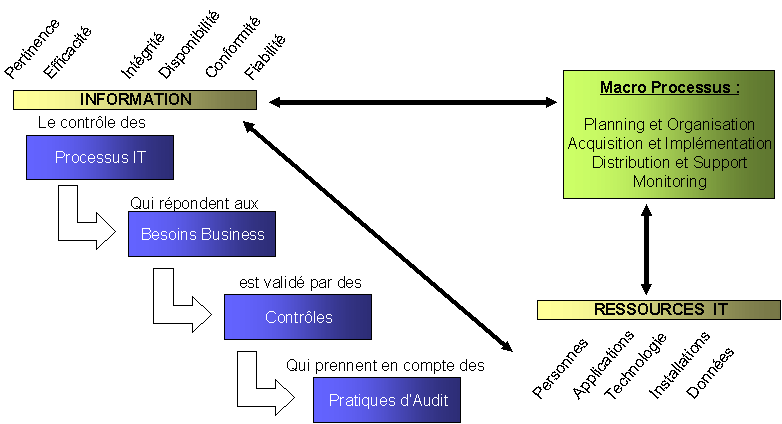 Pertinence
Efficacité
Intégrité
Disponibilité
Conformité
Fiabilité
INFORMATION
Le contrôle des
Processus IT
Qui répondent aux
Besoins Business
est validé par des
Contrôles
Qui prennent en compte des
Pratiques d'Audit
Macro Processus :
Planning et Organisation
Acquisition et Implémentation
Distribution et Support
Monitoring
RESSOURCES IT
Personnes
Applications
Technologie
Installations
Données